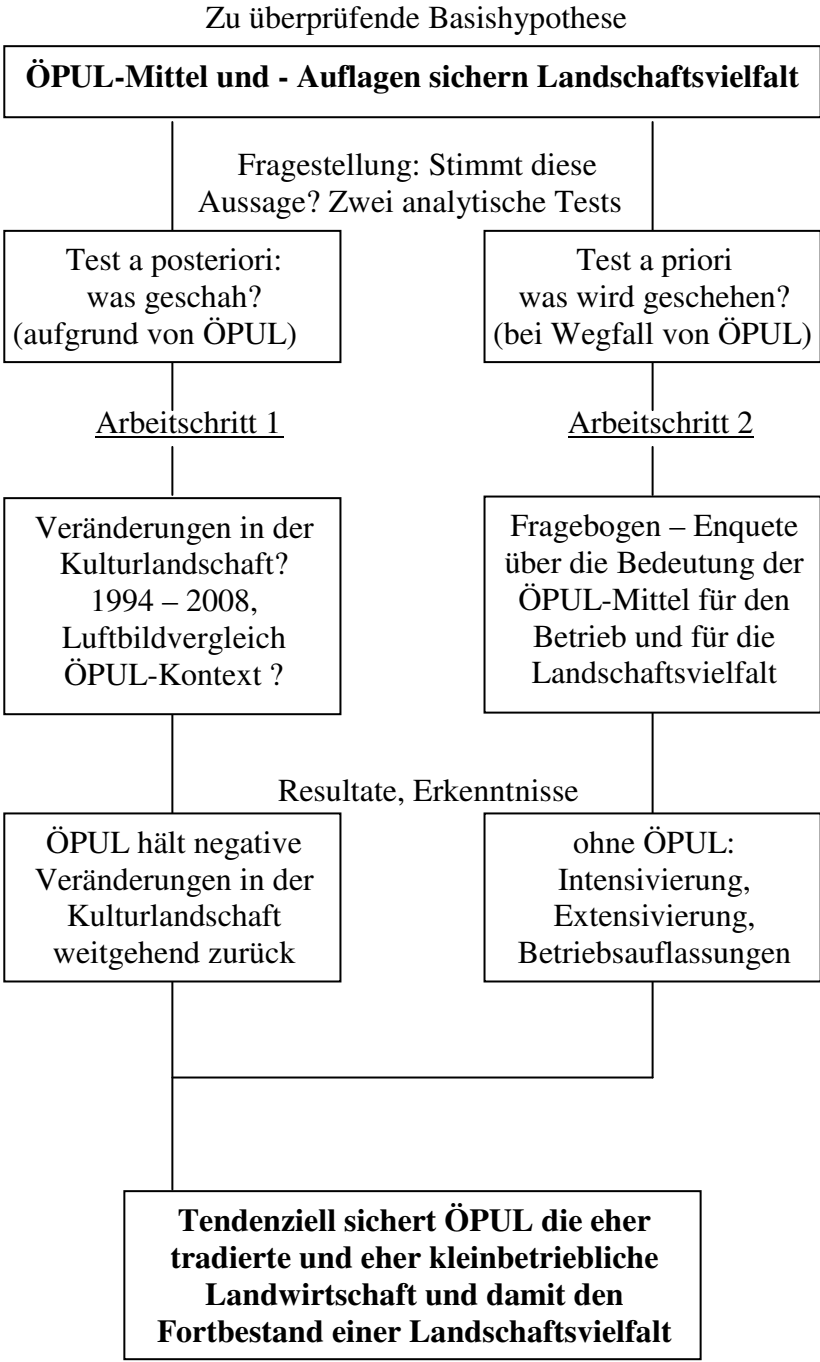 Zu überprüfende Basishypothese
ÖPUL-Mittel und - Auflagen sichern Landschaftsvielfalt
Fragestellung: Stimmt diese
Aussage? Zwei analytische Tests
Test a posteriori:
was geschah?
(aufgrund von ÖPUL)
Test a priori
was wird geschehen?
(bei Wegfall von ÖPUL)
Arbeitschritt 1
Arbeitschritt 2
Veränderungen in der
Kulturlandschaft?
1994 – 2008,
Luftbildvergleich
ÖPUL-Kontext ?
Fragebogen – Enquete
über die Bedeutung der
ÖPUL-Mittel für den
Betrieb und für die
Landschaftsvielfalt
Resultate, Erkenntnisse
ÖPUL hält negative
Veränderungen in der
Kulturlandschaft
weitgehend zurück
ohne ÖPUL:
Intensivierung,
Extensivierung,
Betriebsauflassungen
Tendenziell sichert ÖPUL die eher
tradierte und eher kleinbetriebliche
Landwirtschaft und damit den
Fortbestand einer Landschaftsvielfalt